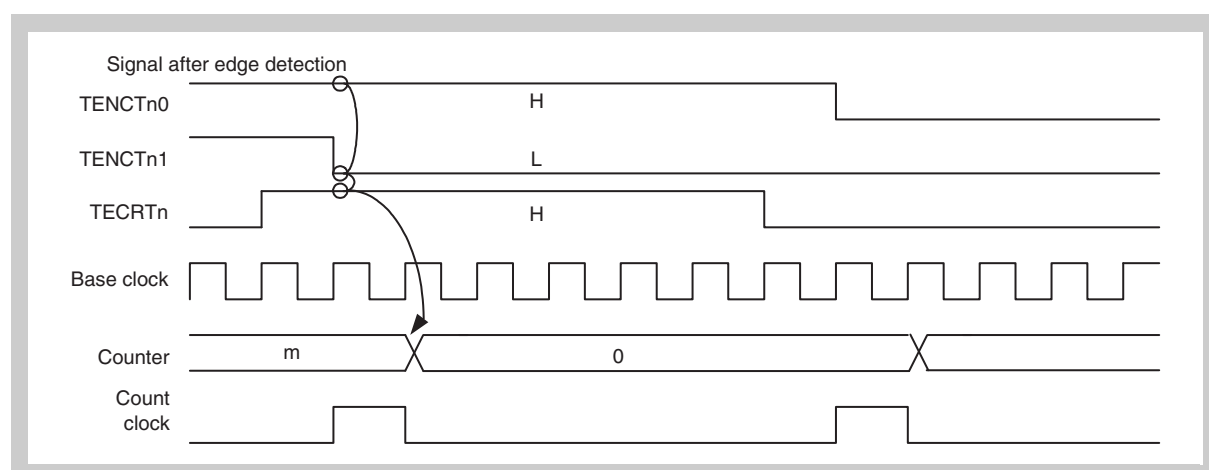 Signal after edge detection
TENCTn0
H
TENCTn1
L
TECRTn
H
Base clock
Counter
m
0
Count
clock